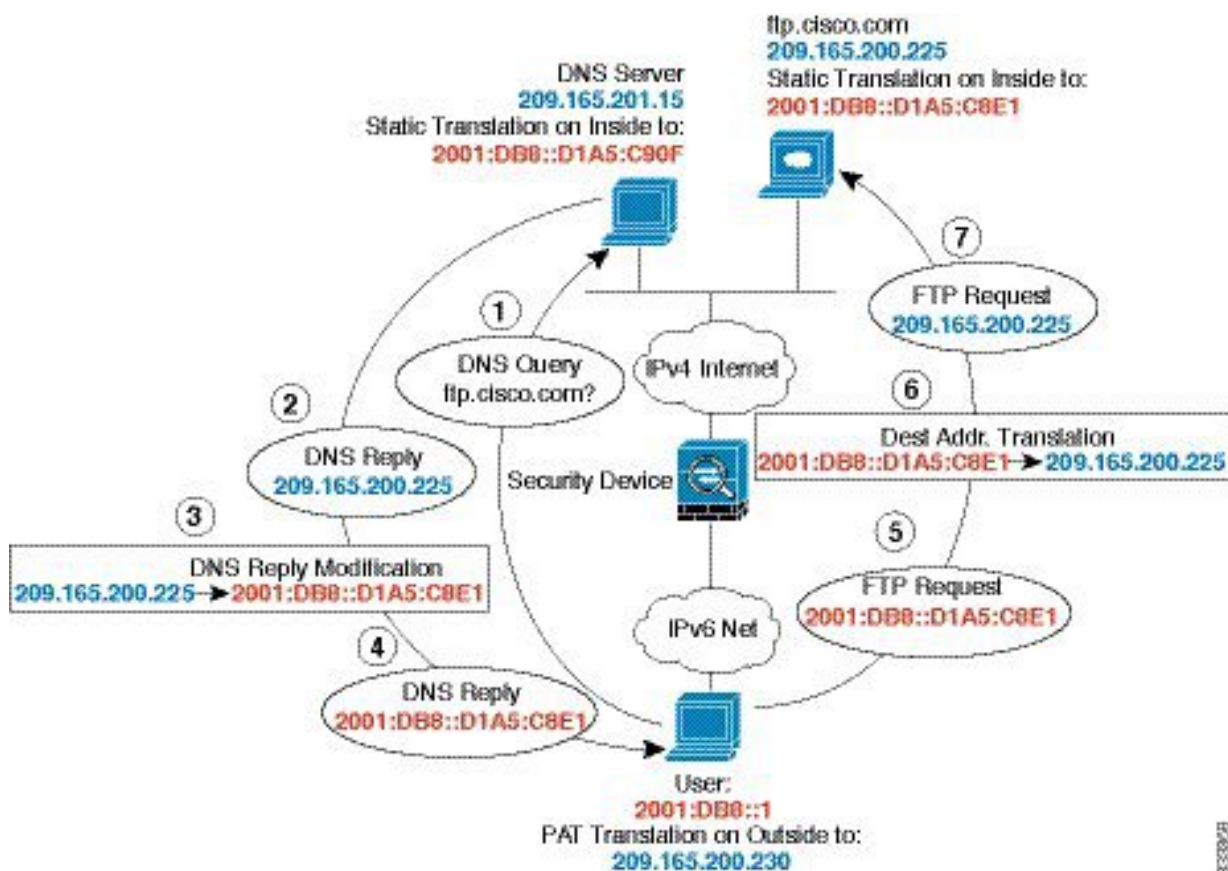 ftp.cisco.com
209.165.200.225
Static Translation on Inside to:
2001:DB8::D1A5:C8E1
DNS Server
209.165.201.15
Static Translation on Inside to:
2001:DB8::D1A5:C90F
7
FTP Request
209.165.200.225
1
DNS Query
ftp.cisco.com?
IPv4 Internet
2
DNS Reply
209.165.200.225
6
Dest Addr. Translation
2001:DB8::D1A5:C8E1 209.165.200.225
Security Device
3
DNS Reply Modification
209.165.200.225 2001:DB8::D1A5:C8E1
5
FTP Request
2001:DB8::D1A5:C8E1
IPv6 Net
4
DNS Reply
2001:DB8::D1A5:C8E1
User:
2001:DB8::1
PAT Translation on Outside to:
209.165.200.230